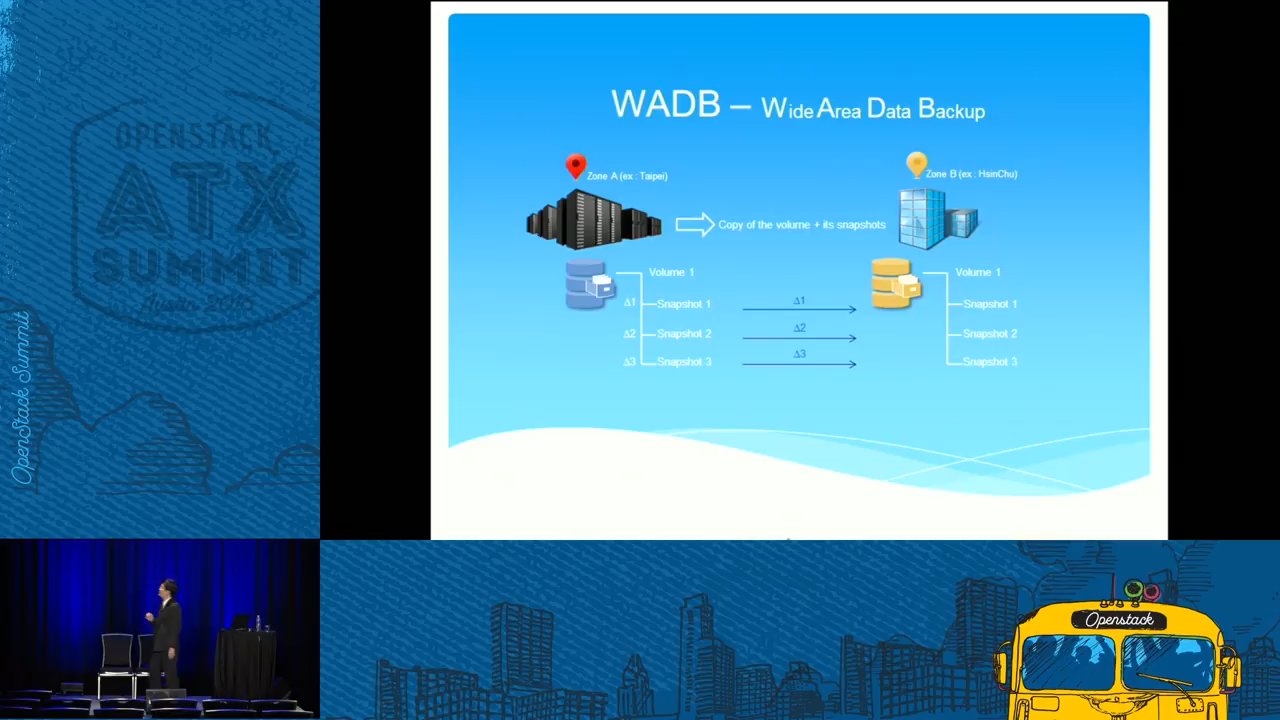 OPENSTACK
ATX
SUMMIT
OpenStack Summit
WADB – Wide Area Data Backup
Zone A (ex : Taipei)
Zone B (ex : HsinChu)
Copy of the volume + its snapshots
Volume 1
Δ1 Snapshot 1
Δ2 Snapshot 2
Δ3 Snapshot 3
Δ1
Δ2
Δ3
Volume 1
Snapshot 1
Snapshot 2
Snapshot 3
Openstack